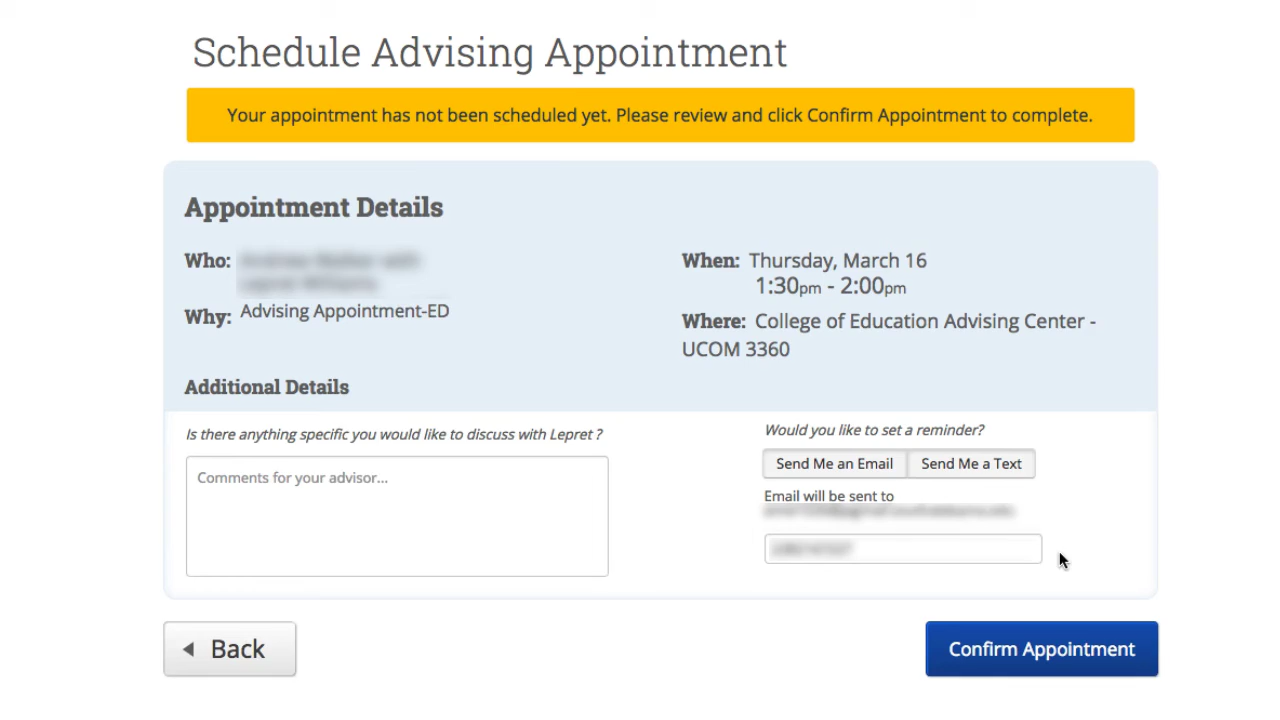 Schedule Advising Appointment
Your appointment has not been scheduled yet. Please review and click Confirm Appointment to complete.
Appointment Details
Who:
Why: Advising Appointment-ED
When: Thursday, March 16
1:30pm - 2:00pm
Where: College of Education Advising Center -
UCOM 3360
Additional Details
Is there anything specific you would like to discuss with Lepret ?
Comments for your advisor...
Would you like to set a reminder?
Send Me an Email Send Me a Text
Email will be sent to
Back
Confirm Appointment